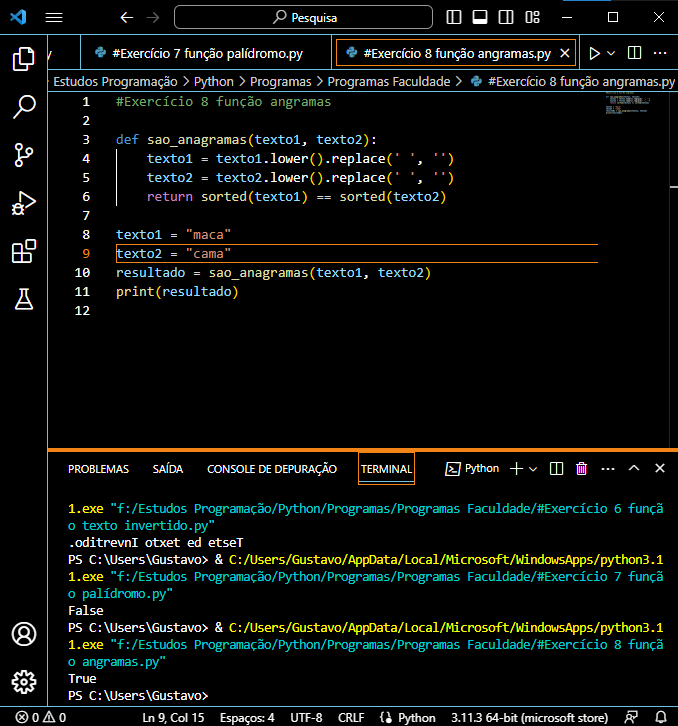 Pesquisa
y
#Exercício 7 função palídromo.py
#Exercício 8 função angramas.py
Estudos Programação > Python > Programas > Programas Faculdade > #Exercício 8 função angramas.py
1 #Exercício 8 função angramas
2
3 def sao_anagramas(texto1, texto2):
4 texto1 = texto1.lower().replace(' ', '')
5 texto2 = texto2.lower().replace(' ', '')
6 return sorted(texto1) == sorted(texto2)
7
8 texto1 = "maca"
9 texto2 = "cama"
10 resultado = sao_anagramas(texto1, texto2)
11 print(resultado)
12
PROBLEMAS SAÍDA CONSOLE DE DEPURAÇÃO TERMINAL Python
1.exe "f:/Estudos Programação/Python/Programas/Programas Faculdade/#Exercício 6 funçã
o texto invertido.py"
.oditrevnI otxet ed etseT
PS C:\Users\Gustavo> & C:/Users/Gustavo/AppData/Local/Microsoft/WindowsApps/python3.1
1.exe "f:/Estudos Programação/Python/Programas/Programas Faculdade/#Exercício 7 funçã
o palídromo.py"
False
PS C:\Users\Gustavo> & C:/Users/Gustavo/AppData/Local/Microsoft/WindowsApps/python3.1
1.exe "f:/Estudos Programação/Python/Programas/Programas Faculdade/#Exercício 8 funçã
o angramas.py"
True
PS C:\Users\Gustavo>
0 0 Ln 9, Col 15 Espaços: 4 UTF-8 CRLF Python 3.11.3 64-bit (microsoft store)